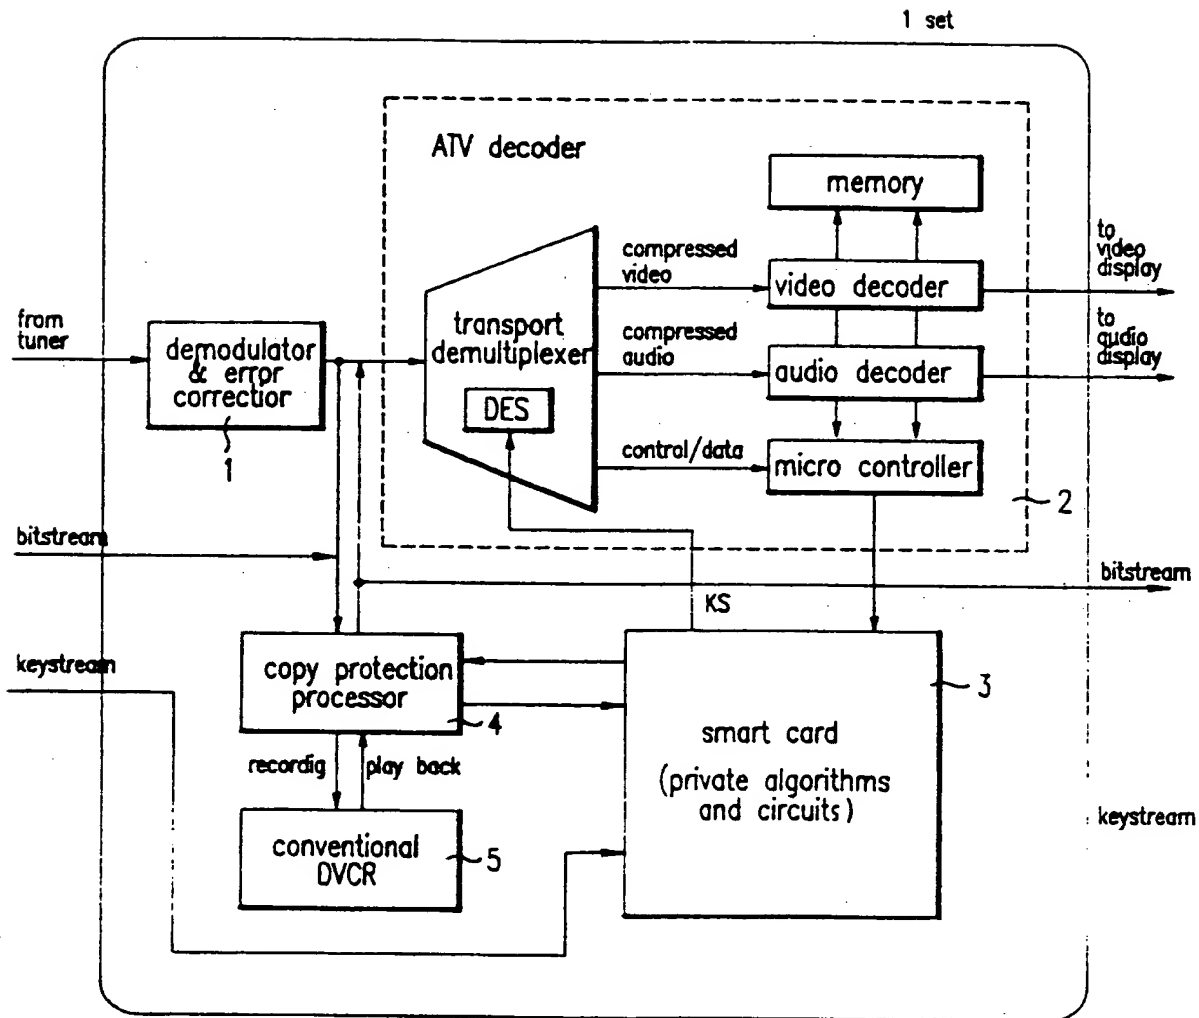 1 set
ATV decoder
memory
compressed
video
video decoder
to
video
display
from
tuner
demodulator
& error
correctior
1
transport
demultiplexer
DES
compressed
audio
audio decoder
to
audio
display
control/data
micro controller
2
bitstream
bitstream
KS
keystream
copy protection
processor
4
3
smart card
(private algorithms
and circuits)
recordig
play back
conventional
DVCR
5
keystream